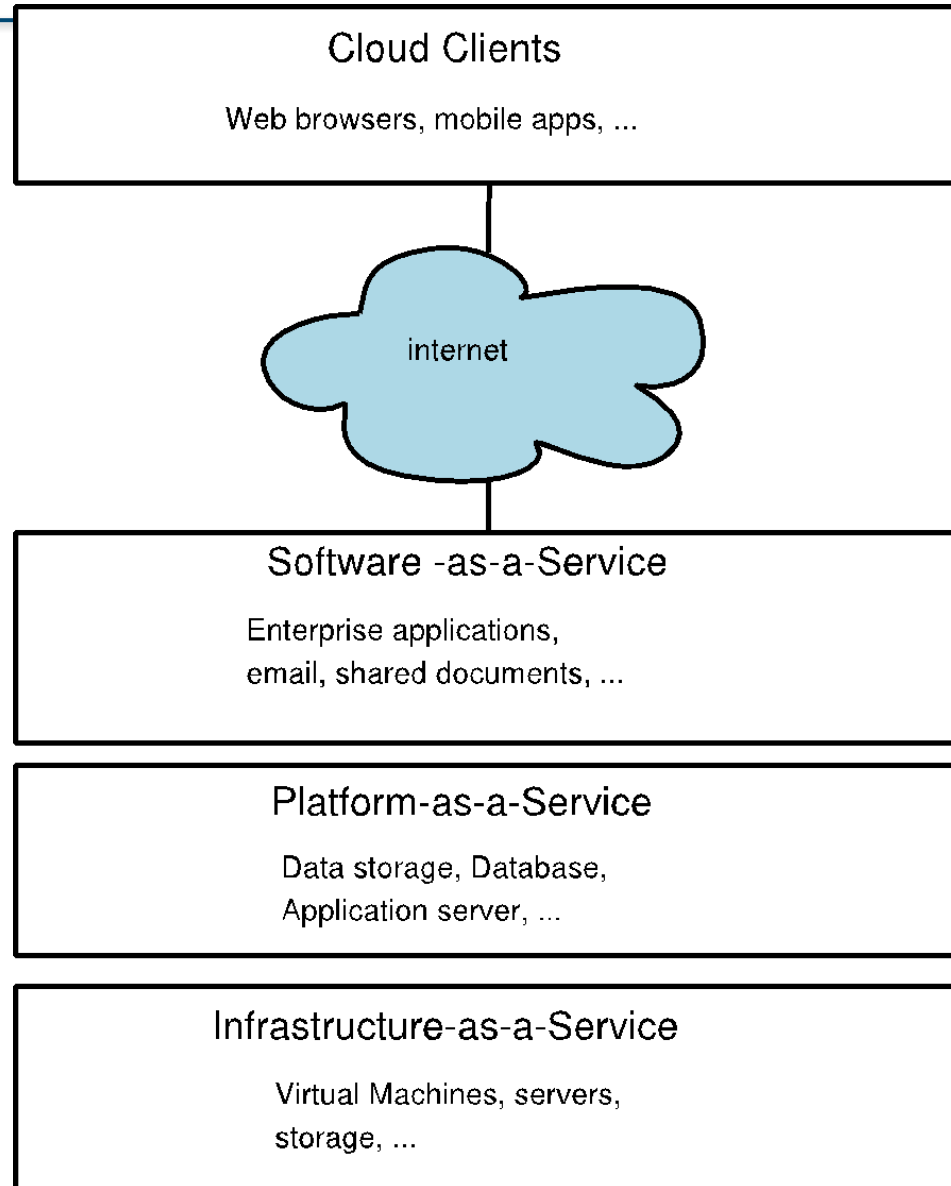 Cloud Clients
Web browsers, mobile apps, ...
internet
Software -as-a-Service
Enterprise applications,
email, shared documents, ...
Platform-as-a-Service
Data storage, Database,
Application server, ...
Infrastructure-as-a-Service
Virtual Machines, servers,
storage, ...